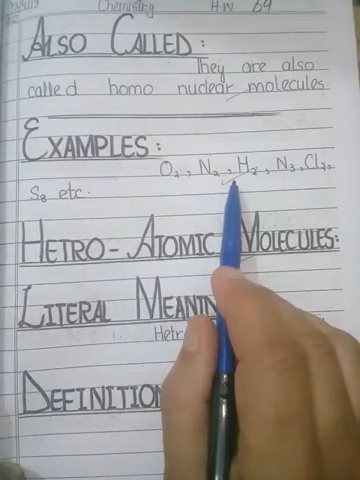 Chemistry H.W 69
ALSO CALLED:
They are also
called homo nuclear molecules.
EXAMPLES:
O₂, N₂, H₂, N₃, Cl₂,
S₈ etc.
HETRO-ATOMIC MOLECULES:
LITERAL MEANIN
Hetr
DEFINITION